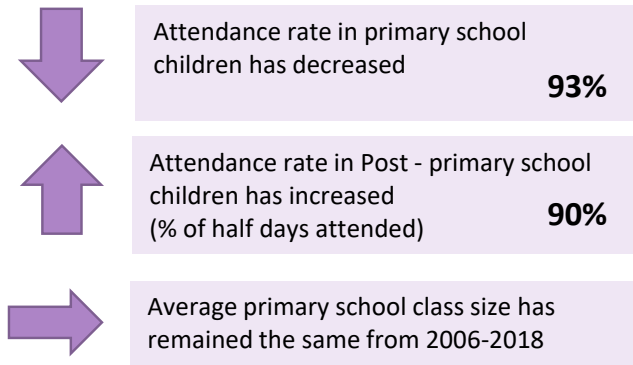 Attendance rate in primary school
children has decreased
93%
Attendance rate in Post - primary school
children has increased
(% of half days attended)
90%
Average primary school class size has
remained the same from 2006-2018